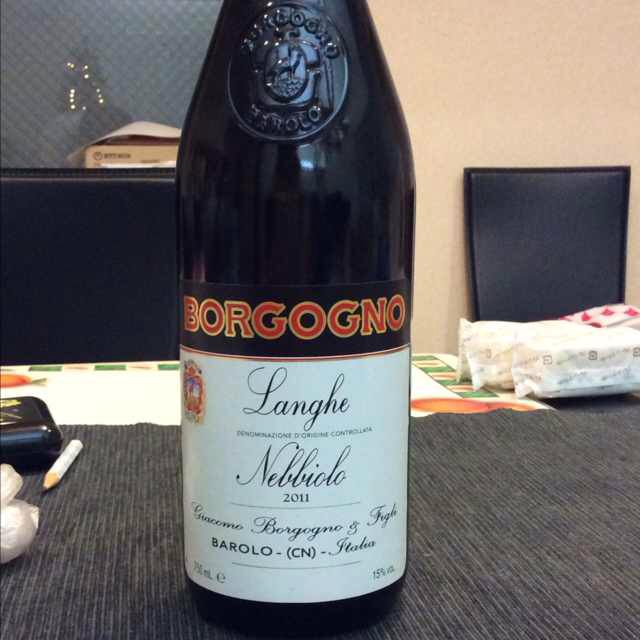 BORGOGNO
BAROLO
BORGOGNO
Langhe
DENOMINAZIONE D'ORIGINE CONTROLLATA
Nebbiolo
2011
Giacomo Borgogno & Figli
BAROLO - (CN) - Italia
750 mL e 15% VOL